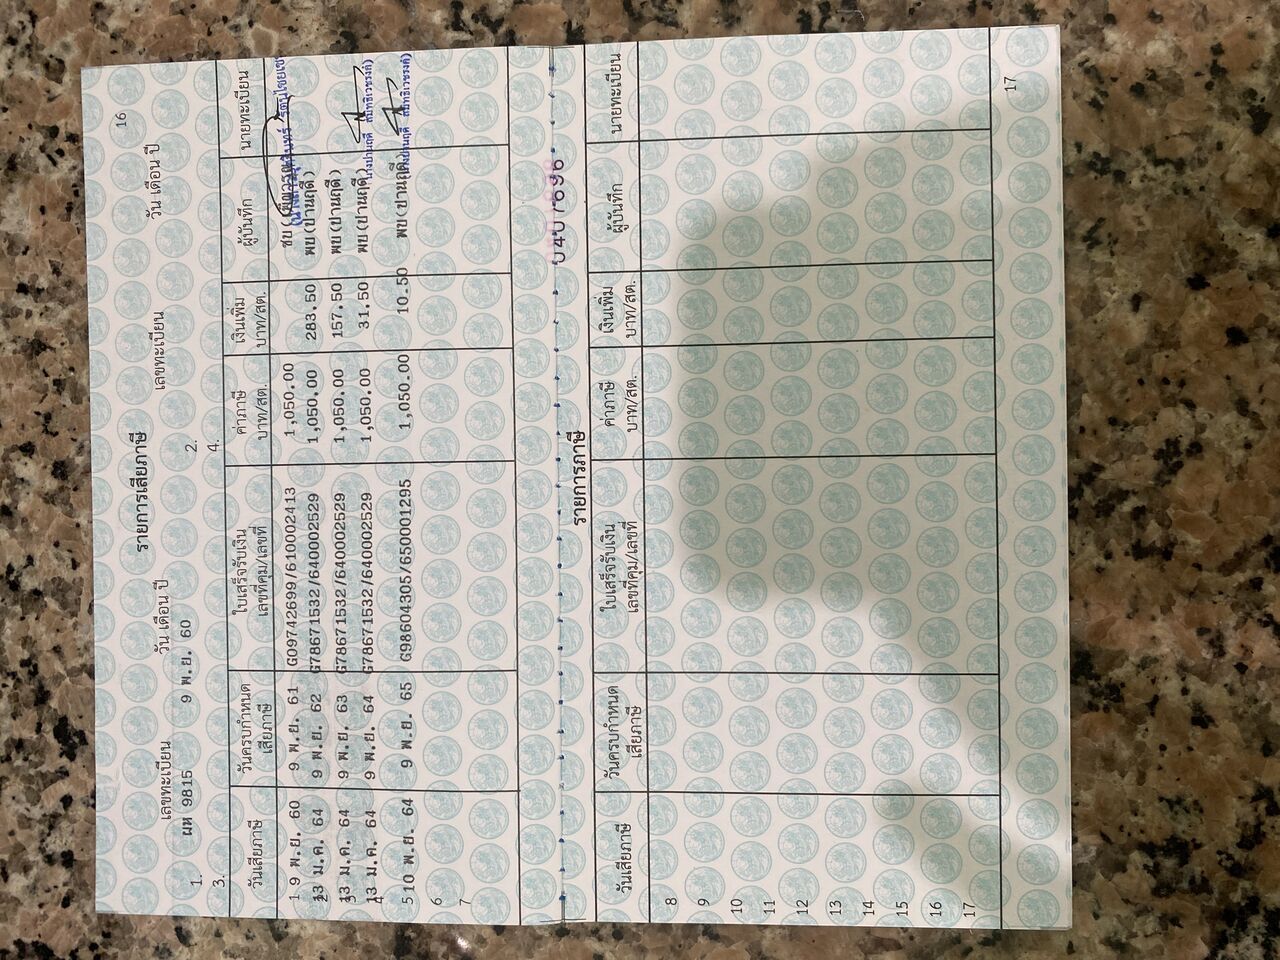 16
รายการเสียภาษี
เลขทะเบียน วัน เดือน ปี เลขทะเบียน วัน เดือน ปี
1. ผห 9815 9 พ.ย. 60 2.
3. 4.
วันเสียภาษี วันครบกำหนด เสียภาษี ใบเสร็จรับเงิน เลขที่คุม/เลขที่ ค่าภาษี บาท/สต. เงินเพิ่ม บาท/สต. ผู้บันทึก นายทะเบียน
1 9 พ.ย. 60 9 พ.ย. 61 G09742699/610002413 1,050.00
2 13 ม.ค. 64 9 พ.ย. 62 G78671532/640002529 1,050.00 283.50 พบ(ปานฤดี)
3 13 ม.ค. 64 9 พ.ย. 63 G78671532/640002529 1,050.00 157.50 พบ(ปานฤดี)
4 13 ม.ค. 64 9 พ.ย. 64 G78671532/640002529 1,050.00 31.50 พบ(ปานฤดี)
5 10 พ.ย. 64 9 พ.ย. 65 G98604305/650001295 1,050.00 10.50 พบ(ปานฤดี)
6
7
รายการภาษี
วันเสียภาษี วันครบกำหนด เสียภาษี ใบเสร็จรับเงิน เลขที่คุม/เลขที่ ค่าภาษี บาท/สต. เงินเพิ่ม บาท/สต. ผู้บันทึก นายทะเบียน
8
9
10
11
12
13
14
15
16
17
17